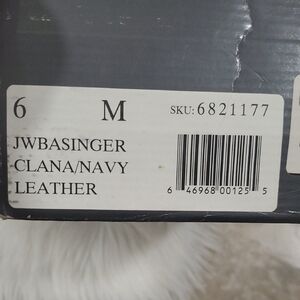 6 M SKU: 6821177
JWBASINGER
CLANA/NAVY
LEATHER
6 46968 00125 5